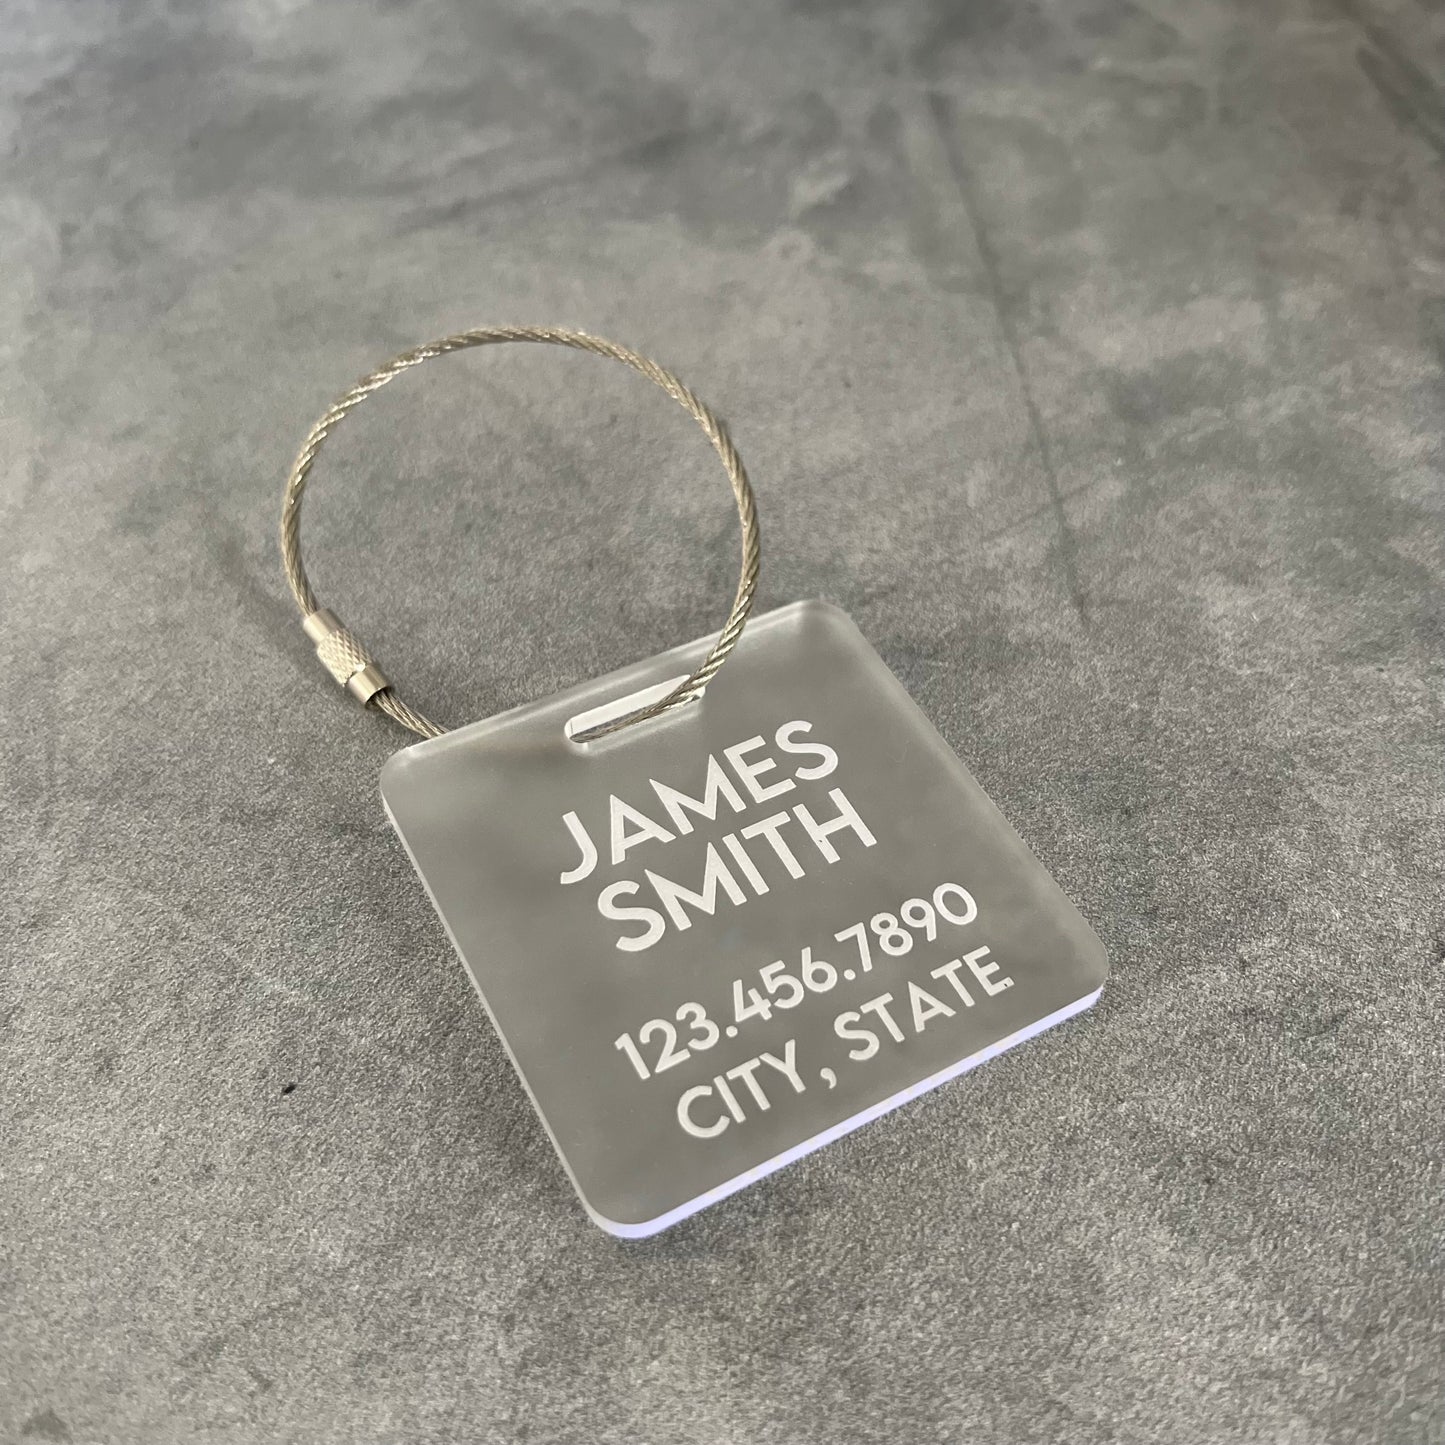 JAMES
SMITH
123.456.7890
CITY, STATE